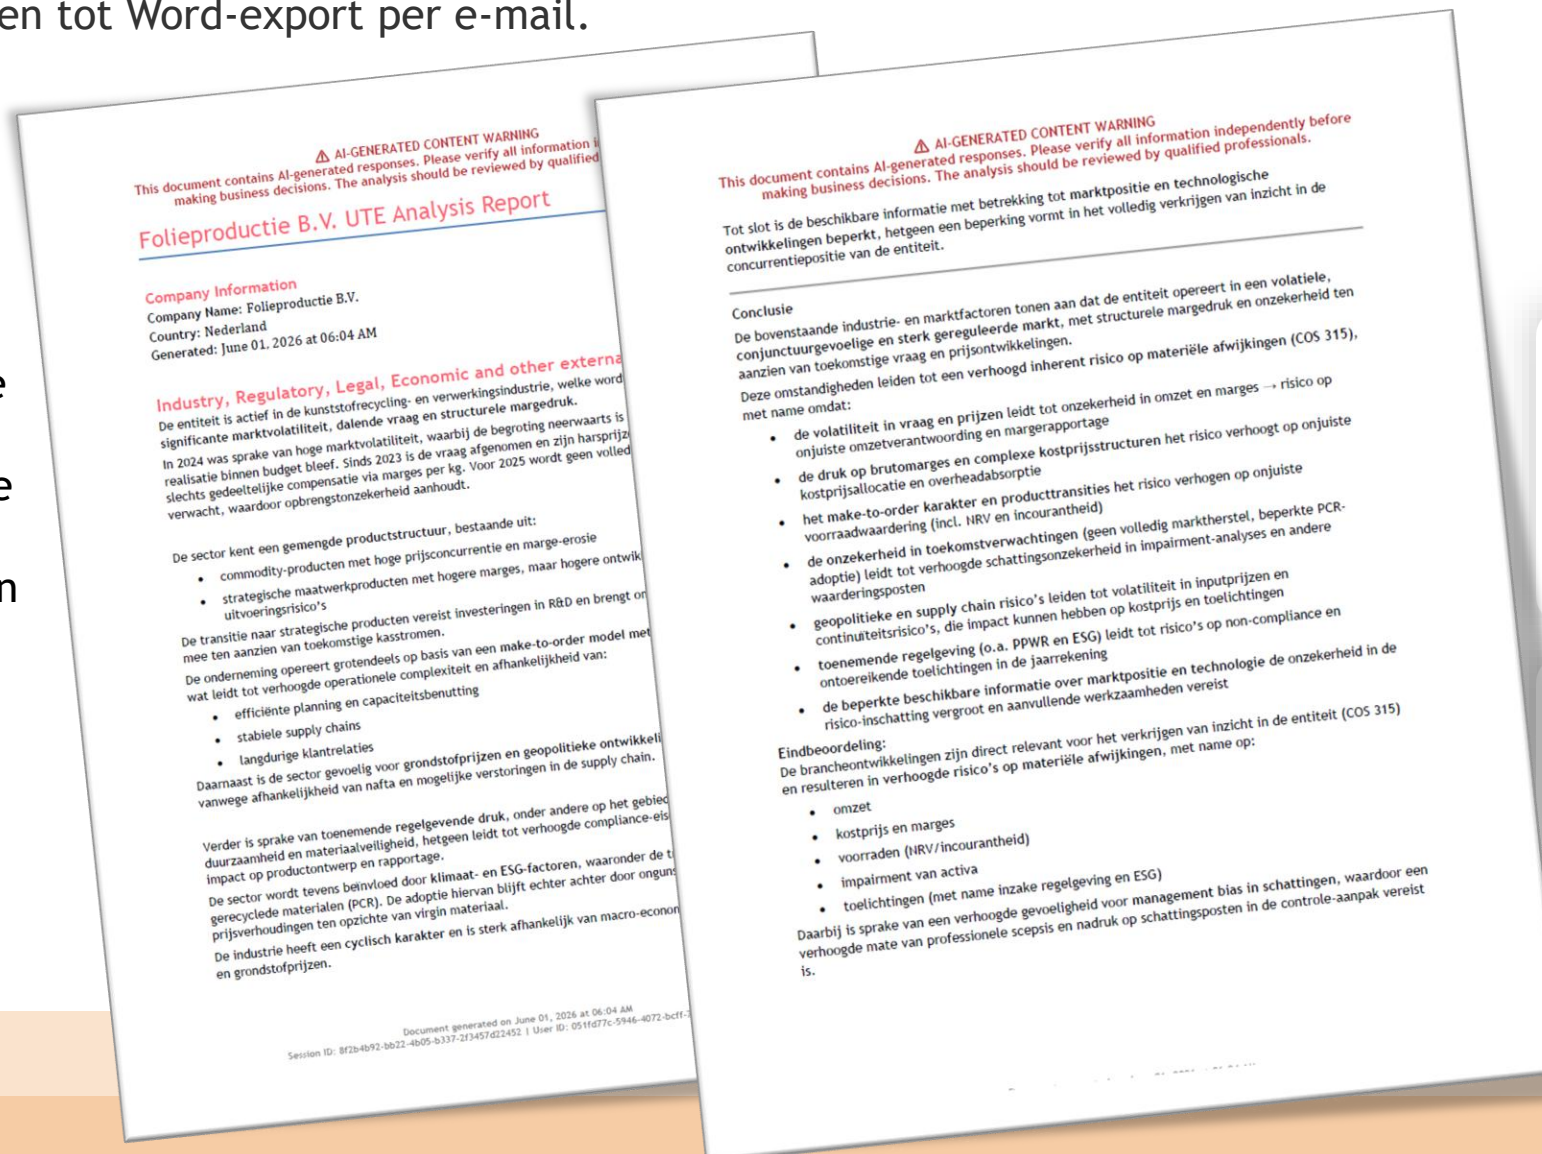 en tot Word-export per e-mail.
e
e
n
⚠ AI-GENERATED CONTENT WARNING
This document contains AI-generated responses. Please verify all information
making business decisions. The analysis should be reviewed by qualified
Folieproductie B.V. UTE Analysis Report
Company Information
Company Name: Folieproductie B.V.
Country: Nederland
Generated: June 01, 2026 at 06:04 AM
Industry, Regulatory, Legal, Economic and other externa
De entiteit is actief in de kunststofrecycling- en verwerkingsindustrie, welke word
significante marktvolatiliteit, dalende vraag en structurele margedruk.
In 2024 was sprake van hoge marktvolatiliteit, waarbij de begroting neerwaarts is
realisatie binnen budget bleef. Sinds 2023 is de vraag afgenomen en zijn harsprijz
slechts gedeeltelijke compensatie via marges per kg. Voor 2025 wordt geen volled
verwacht, waardoor opbrengstonzekerheid aanhoudt.
De sector kent een gemengde productstructuur, bestaande uit:
• commodity-producten met hoge prijsconcurrentie en marge-erosie
• strategische maatwerkproducten met hogere marges, maar hogere ontwik
uitvoeringsrisico's
De transitie naar strategische producten vereist investeringen in R&D en brengt on
mee ten aanzien van toekomstige kasstromen.
De onderneming opereert grotendeels op basis van een make-to-order model met
wat leidt tot verhoogde operationele complexiteit en afhankelijkheid van:
• efficiënte planning en capaciteitsbenutting
• stabiele supply chains
• langdurige klantrelaties
Daarnaast is de sector gevoelig voor grondstofprijzen en geopolitieke ontwikkeli
vanwege afhankelijkheid van nafta en mogelijke verstoringen in de supply chain.
Verder is sprake van toenemende regelgevende druk, onder andere op het gebied
duurzaamheid en materiaalveiligheid, hetgeen leidt tot verhoogde compliance-eis
impact op productontwerp en rapportage.
De sector wordt tevens beïnvloed door klimaat- en ESG-factoren, waaronder de t
gerecyclede materialen (PCR). De adoptie hiervan blijft echter achter door onguns
prijsverhoudingen ten opzichte van virgin materiaal.
De industrie heeft een cyclisch karakter en is sterk afhankelijk van macro-econom
en grondstofprijzen.
Document generated on June 01, 2026 at 06:04 AM
Session ID: 8f2b4b92-bb22-4b05-b337-2f3457d22452 | User ID: 051fd77c-5946-4072-bcff-7
⚠ AI-GENERATED CONTENT WARNING
This document contains AI-generated responses. Please verify all information independently before
making business decisions. The analysis should be reviewed by qualified professionals.
Tot slot is de beschikbare informatie met betrekking tot marktpositie en technologische
ontwikkelingen beperkt, hetgeen een beperking vormt in het volledig verkrijgen van inzicht in de
concurrentiepositie van de entiteit.
Conclusie
De bovenstaande industrie- en marktfactoren tonen aan dat de entiteit opereert in een volatiele,
conjunctuurgevoelige en sterk gereguleerde markt, met structurele margedruk en onzekerheid ten
aanzien van toekomstige vraag en prijsontwikkelingen.
Deze omstandigheden leiden tot een verhoogd inherent risico op materiële afwijkingen (COS 315),
met name omdat:
• de volatiliteit in vraag en prijzen leidt tot onzekerheid in omzet en marges → risico op
onjuiste omzetverantwoording en margerapportage
• de druk op brutomarges en complexe kostprijsstructuren het risico verhoogt op onjuiste
kostprijsallocatie en overheadabsorptie
• het make-to-order karakter en producttransities het risico verhogen op onjuiste
voorraadwaardering (incl. NRV en incourantheid)
• de onzekerheid in toekomstverwachtingen (geen volledig marktherstel, beperkte PCR-
adoptie) leidt tot verhoogde schattingsonzekerheid in impairment-analyses en andere
waarderingsposten
• geopolitieke en supply chain risico's leiden tot volatiliteit in inputprijzen en
continuïteitsrisico's, die impact kunnen hebben op kostprijs en toelichtingen
• toenemende regelgeving (o.a. PPWR en ESG) leidt tot risico's op non-compliance en
ontoereikende toelichtingen in de jaarrekening
• de beperkte beschikbare informatie over marktpositie en technologie de onzekerheid in de
risico-inschatting vergroot en aanvullende werkzaamheden vereist
Eindbeoordeling:
De brancheontwikkelingen zijn direct relevant voor het verkrijgen van inzicht in de entiteit (COS 315)
en resulteren in verhoogde risico's op materiële afwijkingen, met name op:
• omzet
• kostprijs en marges
• voorraden (NRV/incourantheid)
• impairment van activa
• toelichtingen (met name inzake regelgeving en ESG)
Daarbij is sprake van een verhoogde gevoeligheid voor management bias in schattingen, waardoor een
verhoogde mate van professionele scepsis en nadruk op schattingsposten in de controle-aanpak vereist
is.